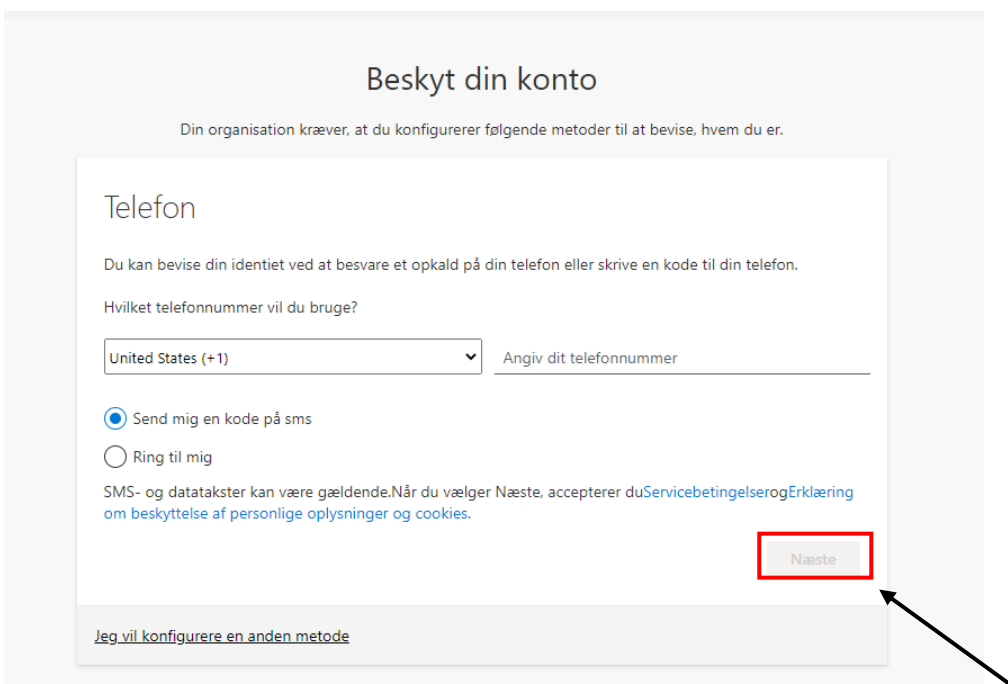 Beskyt din konto
Din organisation kræver, at du konfigurerer følgende metoder til at bevise, hvem du er.
Telefon
Du kan bevise din identiet ved at besvare et opkald på din telefon eller skrive en kode til din telefon.
Hvilket telefonnummer vil du bruge?
United States (+1) Angiv dit telefonnummer
Send mig en kode på sms
Ring til mig
SMS- og datatakster kan være gældende.Når du vælger Næste, accepterer duServicebetingelserogErklæring
om beskyttelse af personlige oplysninger og cookies.
Næste
Jeg vil konfigurere en anden metode